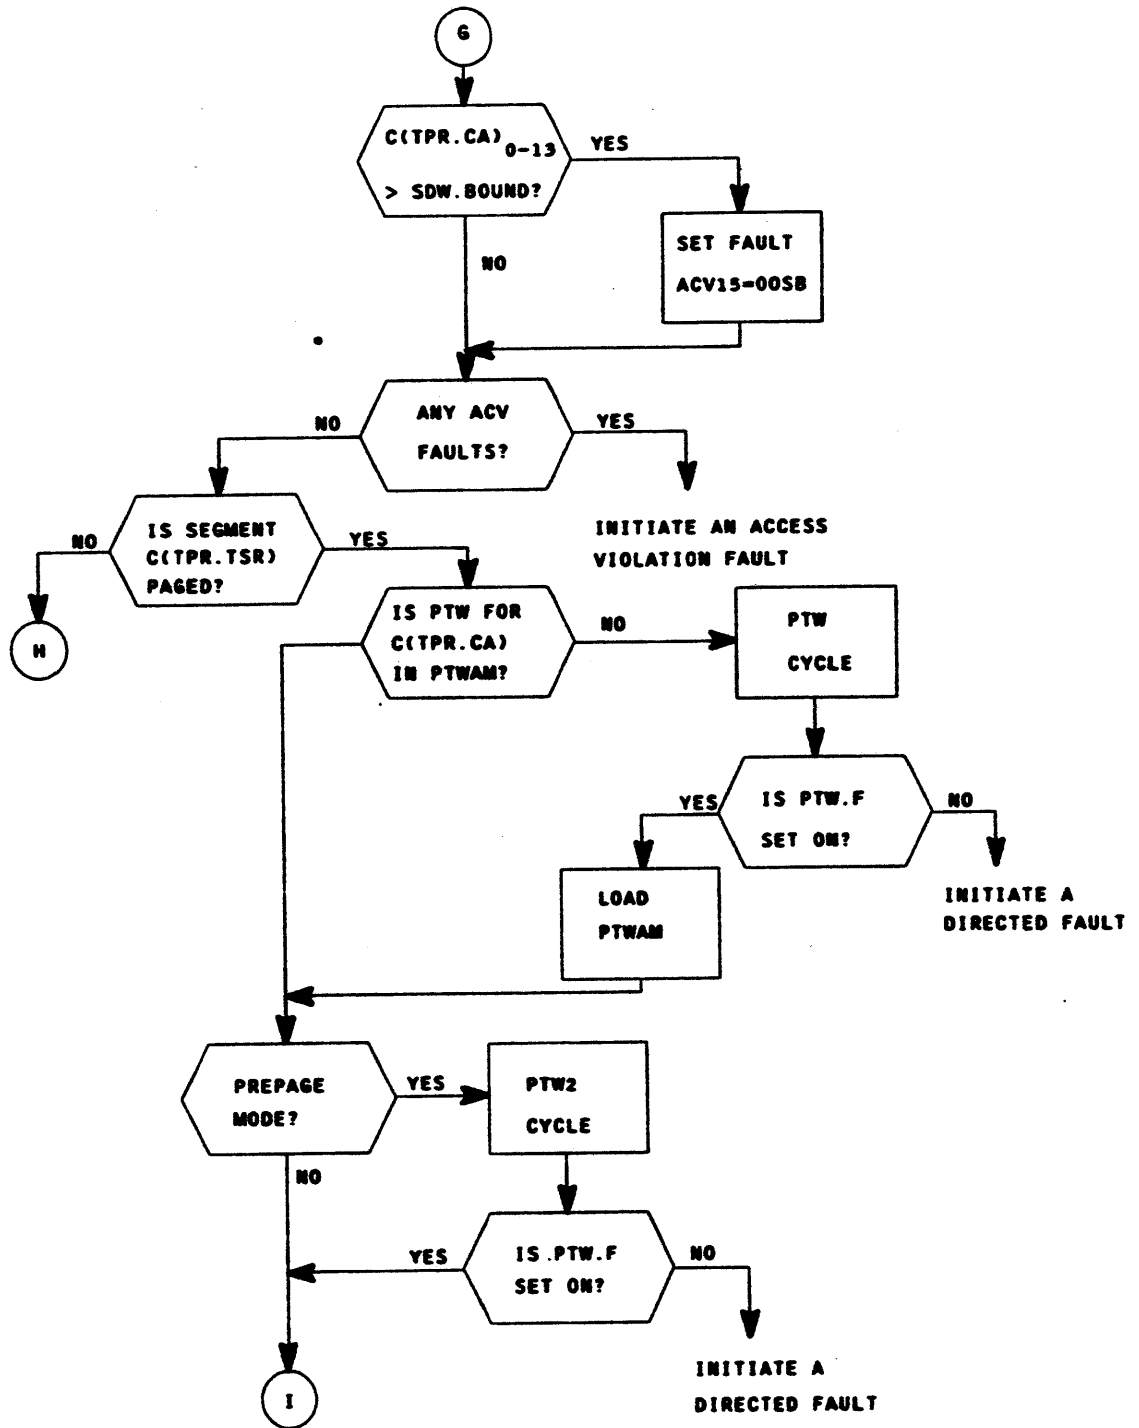 G
C(TPR.CA)0-13
> SDW.BOUND?
YES
NO
SET FAULT
ACV15=OOSB
ANY ACV
FAULTS?
NO
YES
INITIATE AN ACCESS
VIOLATION FAULT
IS SEGMENT
C(TPR.TSR)
PAGED?
NO
YES
H
IS PTW FOR
C(TPR.CA)
IN PTWAM?
NO
PTW
CYCLE
IS PTW.F
SET ON?
YES
NO
LOAD
PTWAM
INITIATE A
DIRECTED FAULT
PREPAGE
MODE?
YES
NO
PTW2
CYCLE
IS.PTW.F
SET ON?
YES
NO
INITIATE A
DIRECTED FAULT
I